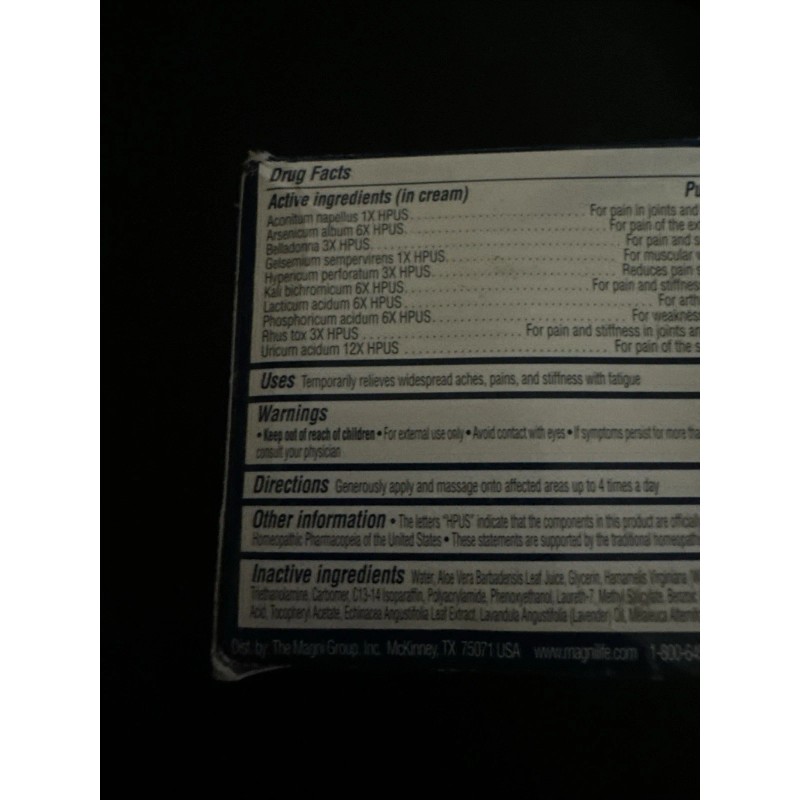 Drug Facts
Active ingredients (in cream) Pu
Aconitum napellus 1X HPUS For pain in joints and
Arsenicum album 6X HPUS For pain of the ex
Belladonna 3X HPUS For pain and s
Gelsemium sempervirens 1X HPUS For muscular
Hypericum perforatum 3X HPUS Reduces pain
Kali bichromicum 6X HPUS For pain and stiffness
Lacticum acidum 6X HPUS For arth
Phosphoricum acidum 6X HPUS For weakness
Rhus tox 3X HPUS For pain and stiffness in joints an
Uricum acidum 12X HPUS For pain of the s
Uses Temporarily relieves widespread aches, pains, and stiffness with fatigue
Warnings
• Keep out of reach of children • For external use only • Avoid contact with eyes • If symptoms persist for more tha
consult your physician
Directions Generously apply and massage onto affected areas up to 4 times a day
Other information • The letters "HPUS" indicate that the components in this product are official
Homeopathic Pharmacopeia of the United States • These statements are supported by the traditional homeopath
Inactive ingredients Water, Aloe Vera Barbadensis Leaf Juice, Glycerin, Hamamelis Virginiana
Triethanolamine, Carbomer, C13-14 Isoparaffin, Polyacrylamide, Phenoxyethanol, Laureth-7, Methyl Salicylate, Benzoic
Acid, Tocopheryl Acetate, Echinacea Angustifolia Leaf Extract, Lavandula Angustifolia (Lavender) Oil,
Dist. by: The Magni Group, Inc. McKinney, TX 75071 USA www.magnilife.com 1-800-64